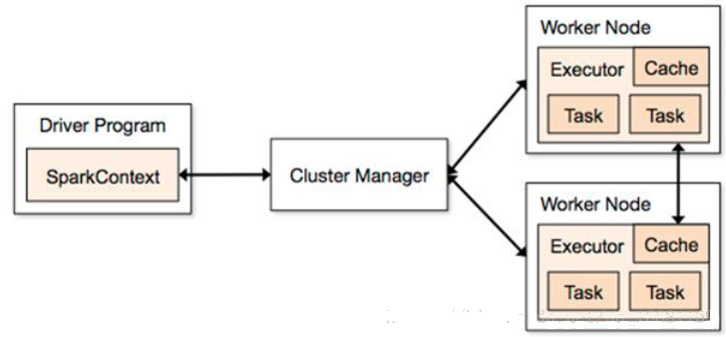 Driver Program
SparkContext
Cluster Manager
Worker Node
Executor
Cache
Task
Task
Worker Node
Executor
Cache
Task
Task